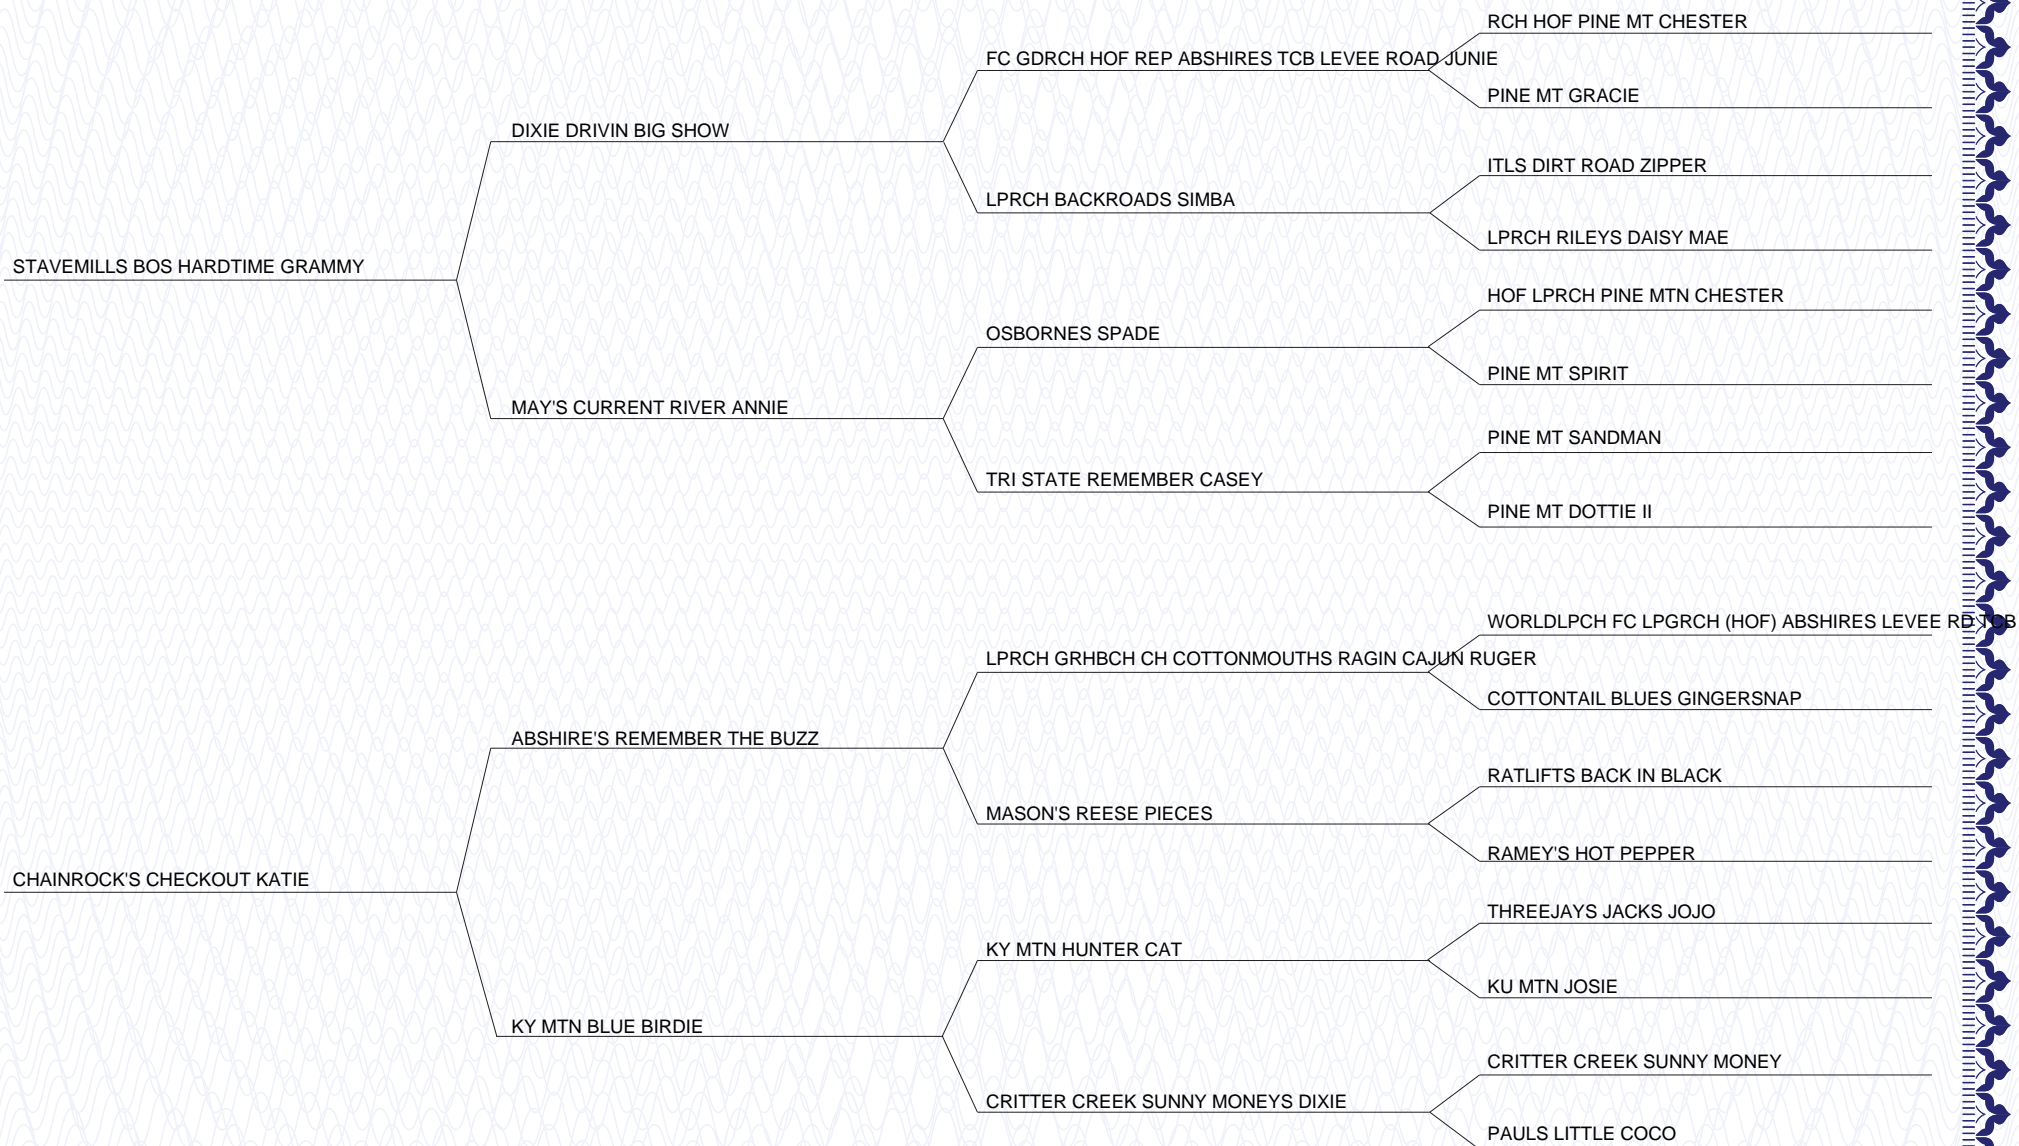 RCH HOF PINE MT CHESTER
FC GDRCH HOF REP ABSHIRES TCB LEVEE ROAD JUNIE
PINE MT GRACIE
DIXIE DRIVIN BIG SHOW
ITLS DIRT ROAD ZIPPER
LPRCH BACKROADS SIMBA
LPRCH RILEYS DAISY MAE
STAVEMILLS BOS HARDTIME GRAMMY
HOF LPRCH PINE MTN CHESTER
OSBORNES SPADE
PINE MT SPIRIT
MAY'S CURRENT RIVER ANNIE
PINE MT SANDMAN
TRI STATE REMEMBER CASEY
PINE MT DOTTIE II
WORLDLPCH FC LPGRCH (HOF) ABSHIRES LEVEE RD TCB
LPRCH GRHBCH CH COTTONMOUTHS RAGIN CAJUN RUGER
COTTONTAIL BLUES GINGERSNAP
ABSHIRE'S REMEMBER THE BUZZ
RATLIFTS BACK IN BLACK
MASON'S REESE PIECES
RAMEY'S HOT PEPPER
CHAINROCK'S CHECKOUT KATIE
THREEJAYS JACKS JOJO
KY MTN HUNTER CAT
KU MTN JOSIE
KY MTN BLUE BIRDIE
CRITTER CREEK SUNNY MONEY
CRITTER CREEK SUNNY MONEYS DIXIE
PAULS LITTLE COCO